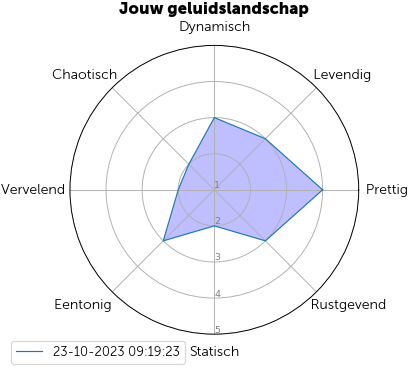 Jouw geluidslandschap
Dynamisch
Chaotisch
Levendig
Vervelend
1
Prettig
2
3
4
Eentonig
Rustgevend
5
23-10-2023 09:19:23
Statisch